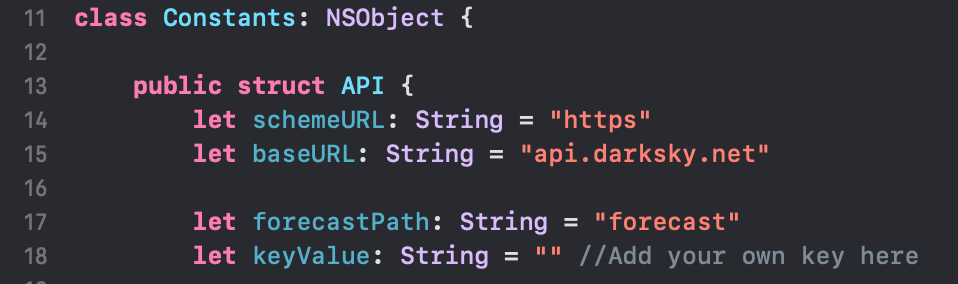 11 class Constants: NSObject {
12
13 public struct API {
14 let schemeURL: String = "https"
15 let baseURL: String = "api.darksky.net"
16
17 let forecastPath: String = "forecast"
18 let keyValue: String = "" //Add your own key here